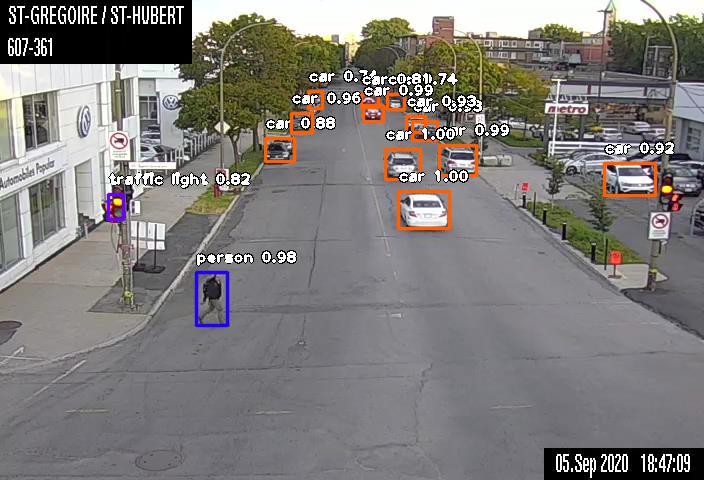 ST-GREGOIRE / ST-HUBERT
607-361
car 0.74
car 0.81
0.74
car 0.99
car 0.96
car 0.93
car 0.88
car 1.00
car 0.99
car 0.92
traffic light 0.82
car 1.00
metro
Automobiles Popular
person 0.98
05.Sep 2020 18:47:09